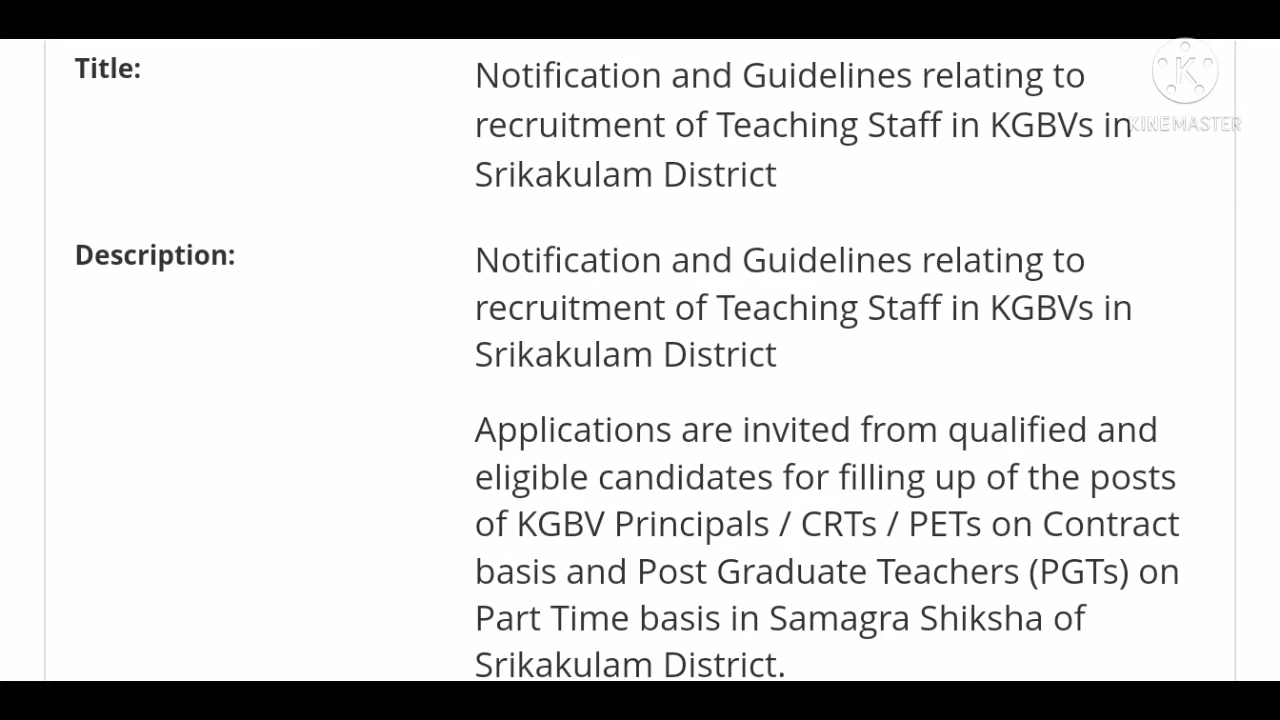 Title:
Notification and Guidelines relating to
recruitment of Teaching Staff in KGBVs in
Srikakulam District
K
KINEMASTER
Description:
Notification and Guidelines relating to
recruitment of Teaching Staff in KGBVs in
Srikakulam District
Applications are invited from qualified and
eligible candidates for filling up of the posts
of KGBV Principals / CRTs / PETs on Contract
basis and Post Graduate Teachers (PGTs) on
Part Time basis in Samagra Shiksha of
Srikakulam District.